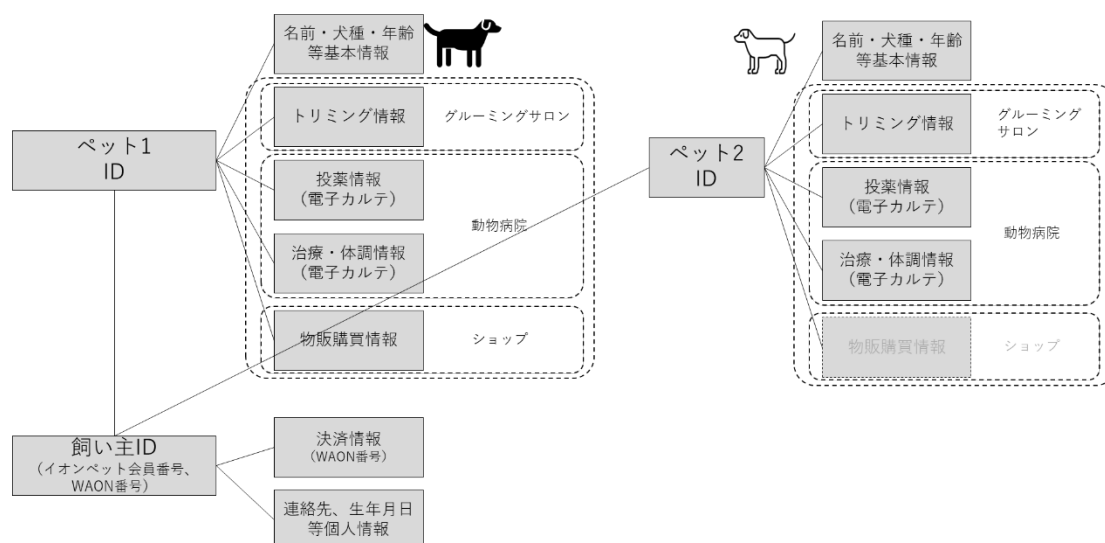 名前・犬種・年齢
等基本情報
トリミング情報
グルーミングサロン
ペット1
ID
投薬情報
(電子カルテ)
動物病院
治療・体調情報
(電子カルテ)
物販購買情報
ショップ
飼い主ID
(イオンペット会員番号、
WAON番号)
決済情報
(WAON番号)
連絡先、生年月日
等個人情報
名前・犬種・年齢
等基本情報
トリミング情報
グルーミング
サロン
ペット2
ID
投薬情報
(電子カルテ)
動物病院
治療・体調情報
(電子カルテ)
物販購買情報
ショップ